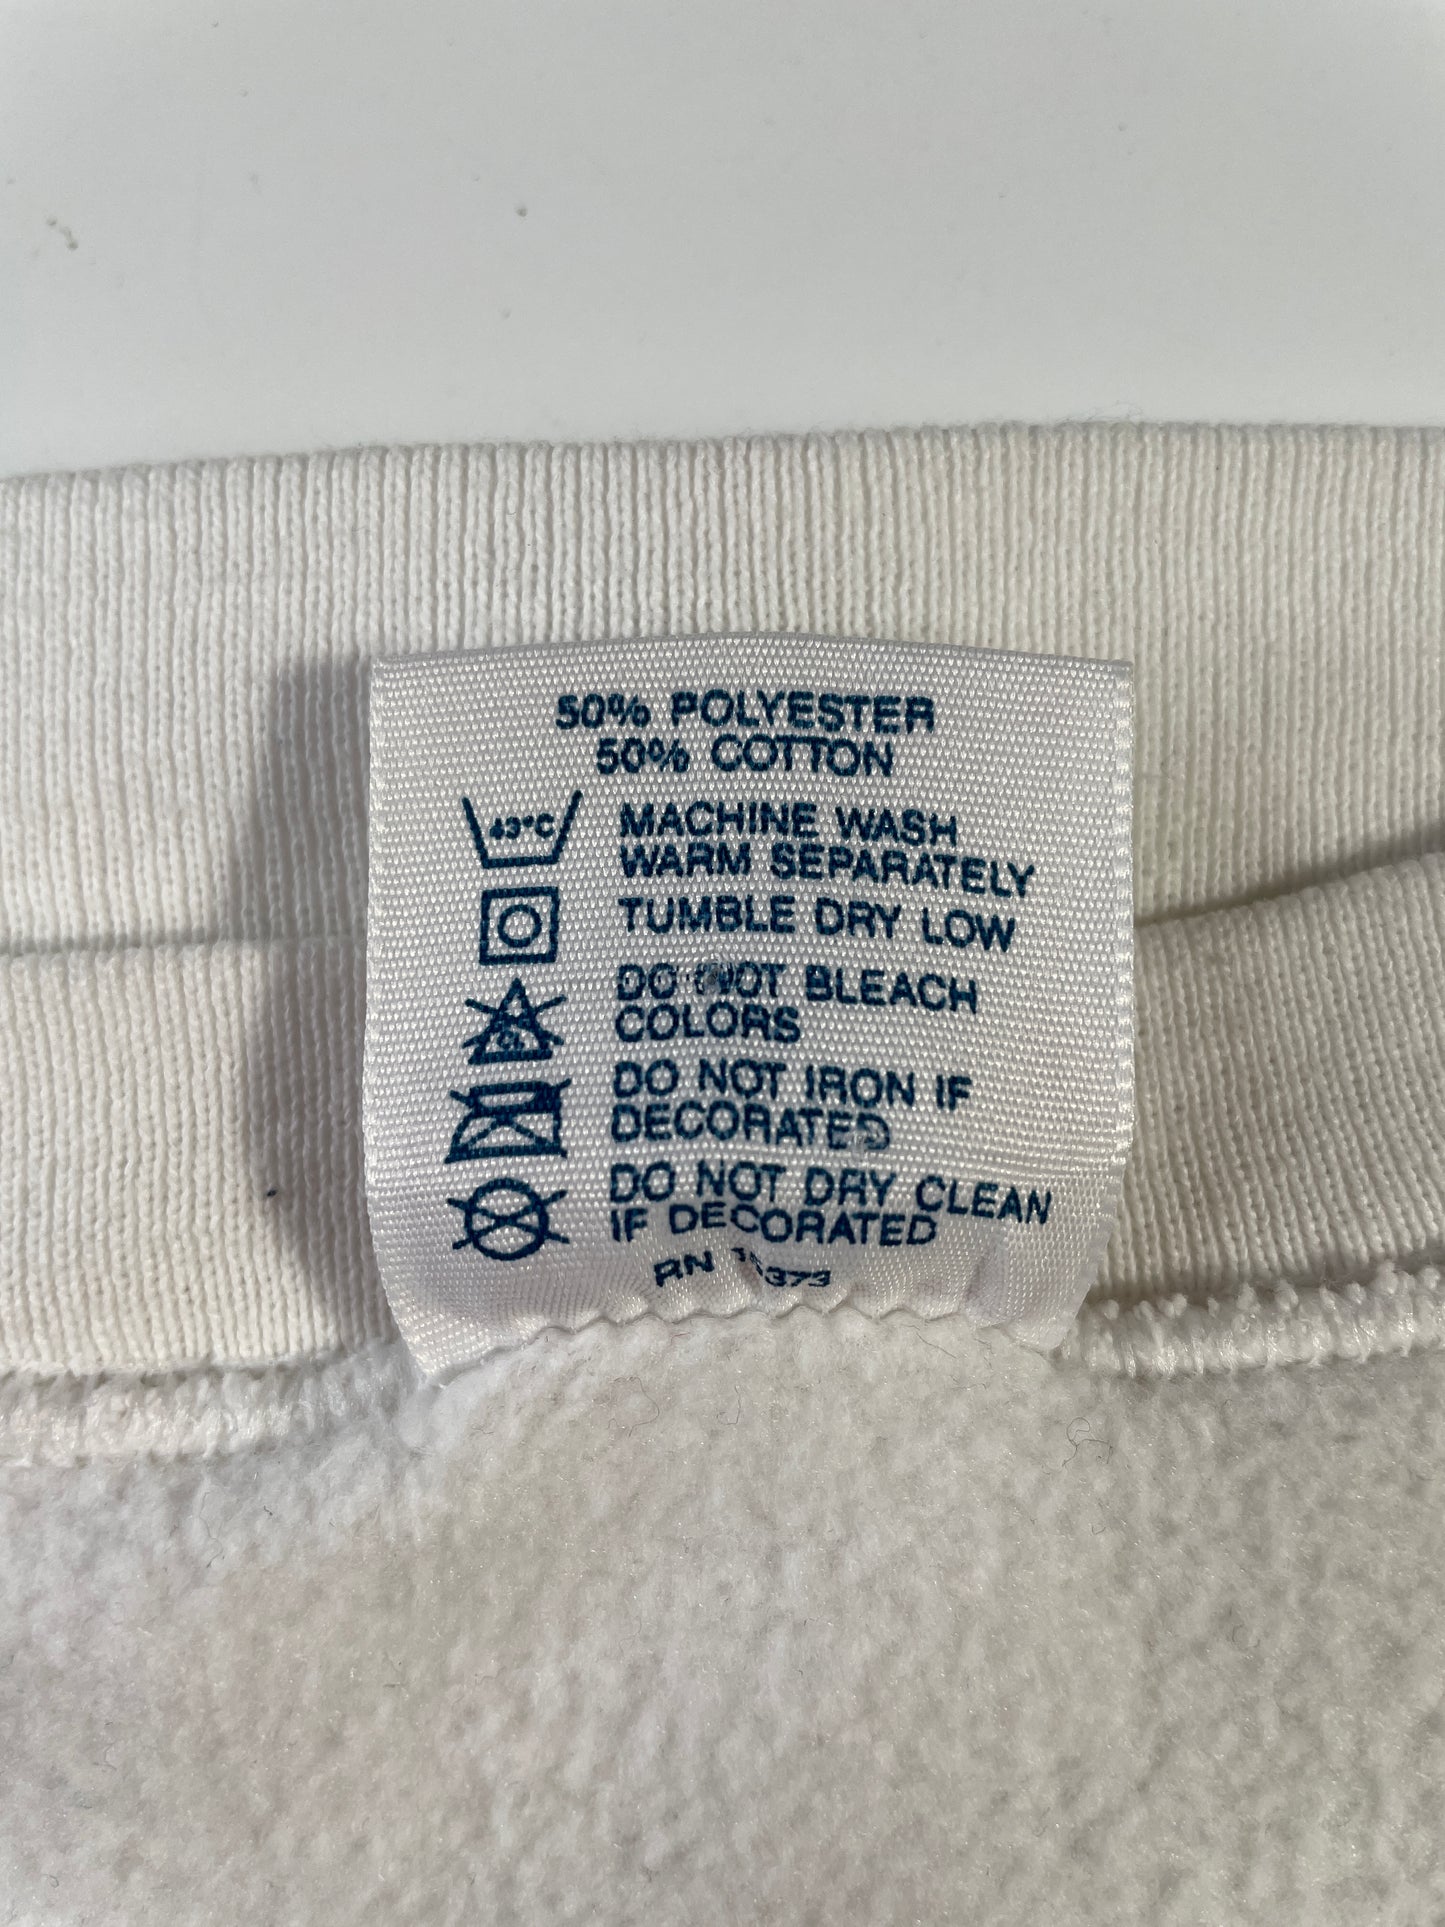 50% POLYESTER
50% COTTON
43°C
MACHINE WASH
WARM SEPARATELY
TUMBLE DRY LOW
DO NOT BLEACH
COLORS
DO NOT IRON IF
DECORATED
DO NOT DRY CLEAN
IF DECORATED
RN